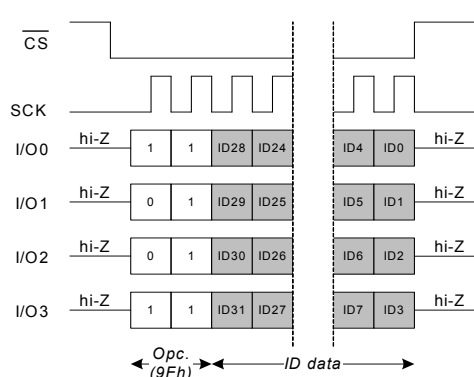 CS
SCK
I/O0 hi-Z 1 1 ID28 ID24 ID4 ID0 hi-Z
I/O1 hi-Z 0 1 ID29 ID25 ID5 ID1 hi-Z
I/O2 hi-Z 0 1 ID30 ID26 ID6 ID2 hi-Z
I/O3 hi-Z 1 1 ID31 ID27 ID7 ID3 hi-Z
Opc. ID data
(9Fh)